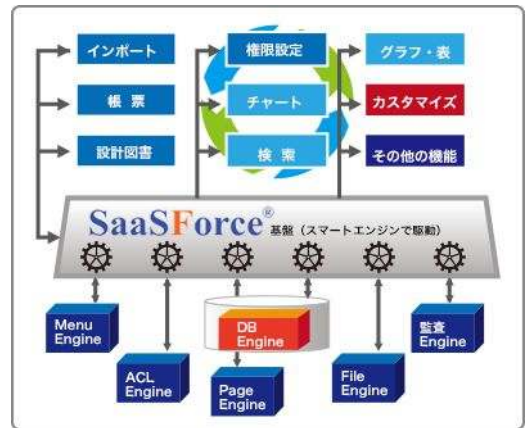 インポート
権限設定
グラフ・表
帳 票
チャート
カスタマイズ
設計図書
検 索
その他の機能
SaaSForce® 基盤（スマートエンジンで駆動）
Menu
Engine
DB
Engine
監査
Engine
ACL
Engine
Page
Engine
File
Engine